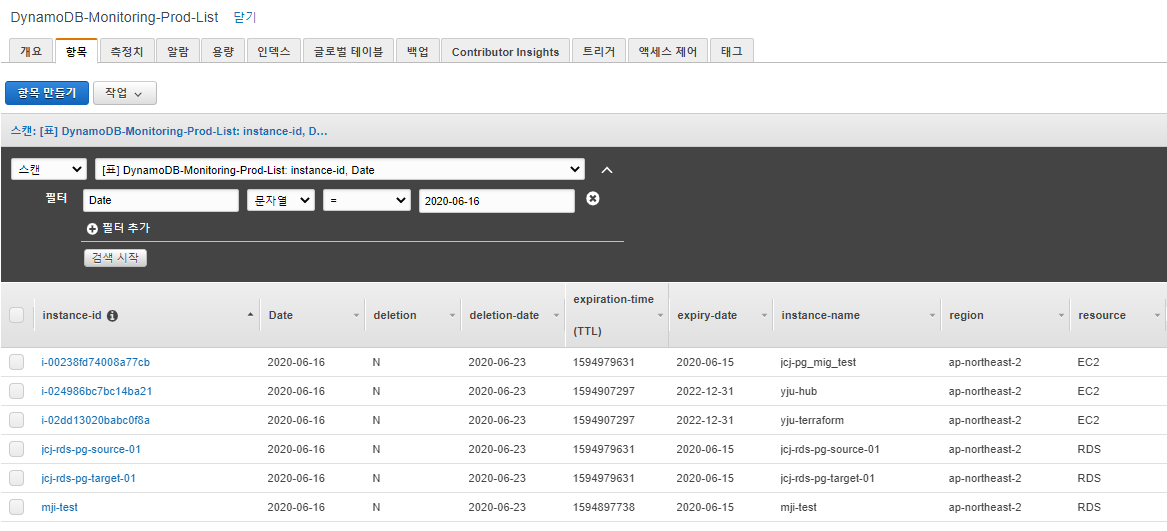 DynamoDB-Monitoring-Prod-List 닫기
개요 항목 측정치 알람 용량 인덱스 글로벌 테이블 백업 Contributor Insights 트리거 액세스 제어 태그
항목 만들기 작업
스캔: [표] DynamoDB-Monitoring-Prod-List: instance-id, D…
스캔 [표] DynamoDB-Monitoring-Prod-List: instance-id, Date
필터 Date 문자열 = 2020-06-16
필터 추가
검색 시작
instance-id Date deletion deletion-date expiration-time (TTL) expiry-date instance-name region resource
i-00238fd74008a77cb 2020-06-16 N 2020-06-23 1594979631 2020-06-15 jcj-pg_mig_test ap-northeast-2 EC2
i-024986bc7bc14ba21 2020-06-16 N 2020-06-23 1594907297 2022-12-31 yju-hub ap-northeast-2 EC2
i-02dd13020babc0f8a 2020-06-16 N 2020-06-23 1594907297 2022-12-31 yju-terraform ap-northeast-2 EC2
jcj-rds-pg-source-01 2020-06-16 N 2020-06-23 1594979631 2020-06-15 jcj-rds-pg-source-01 ap-northeast-2 RDS
jcj-rds-pg-target-01 2020-06-16 N 2020-06-23 1594979631 2020-06-15 jcj-rds-pg-target-01 ap-northeast-2 RDS
mji-test 2020-06-16 N 2020-06-23 1594897738 2020-06-15 mji-test ap-northeast-2 RDS